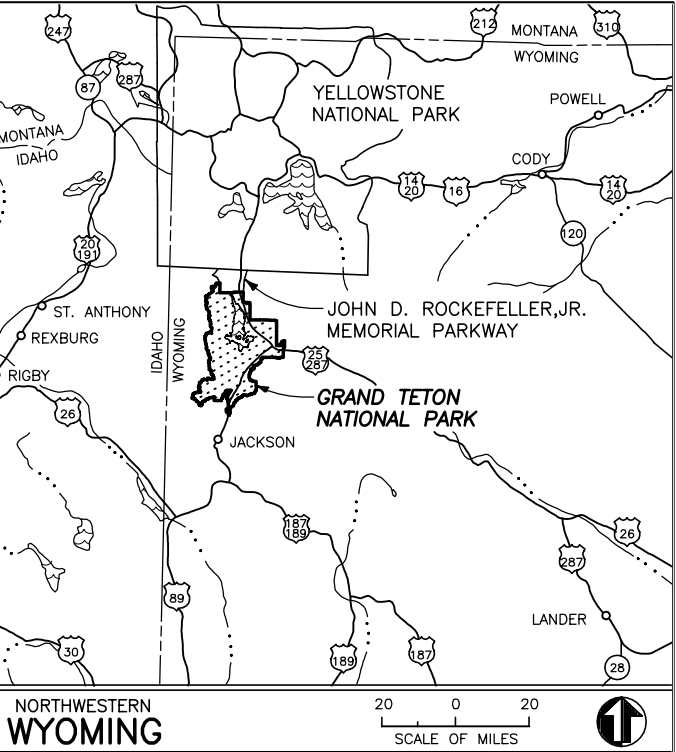 247
212
MONTANA
310
WYOMING
287
87
YELLOWSTONE
NATIONAL PARK
POWELL
MONTANA
IDAHO
CODY
14
20
16
14
20
120
20
191
ST. ANTHONY
REXBURG
RIGBY
IDAHO
WYOMING
JOHN D. ROCKEFELLER,JR.
MEMORIAL PARKWAY
25
287
GRAND TETON
NATIONAL PARK
26
JACKSON
187
189
26
287
89
LANDER
30
189
187
28
NORTHWESTERN
WYOMING
20 0 20
SCALE OF MILES